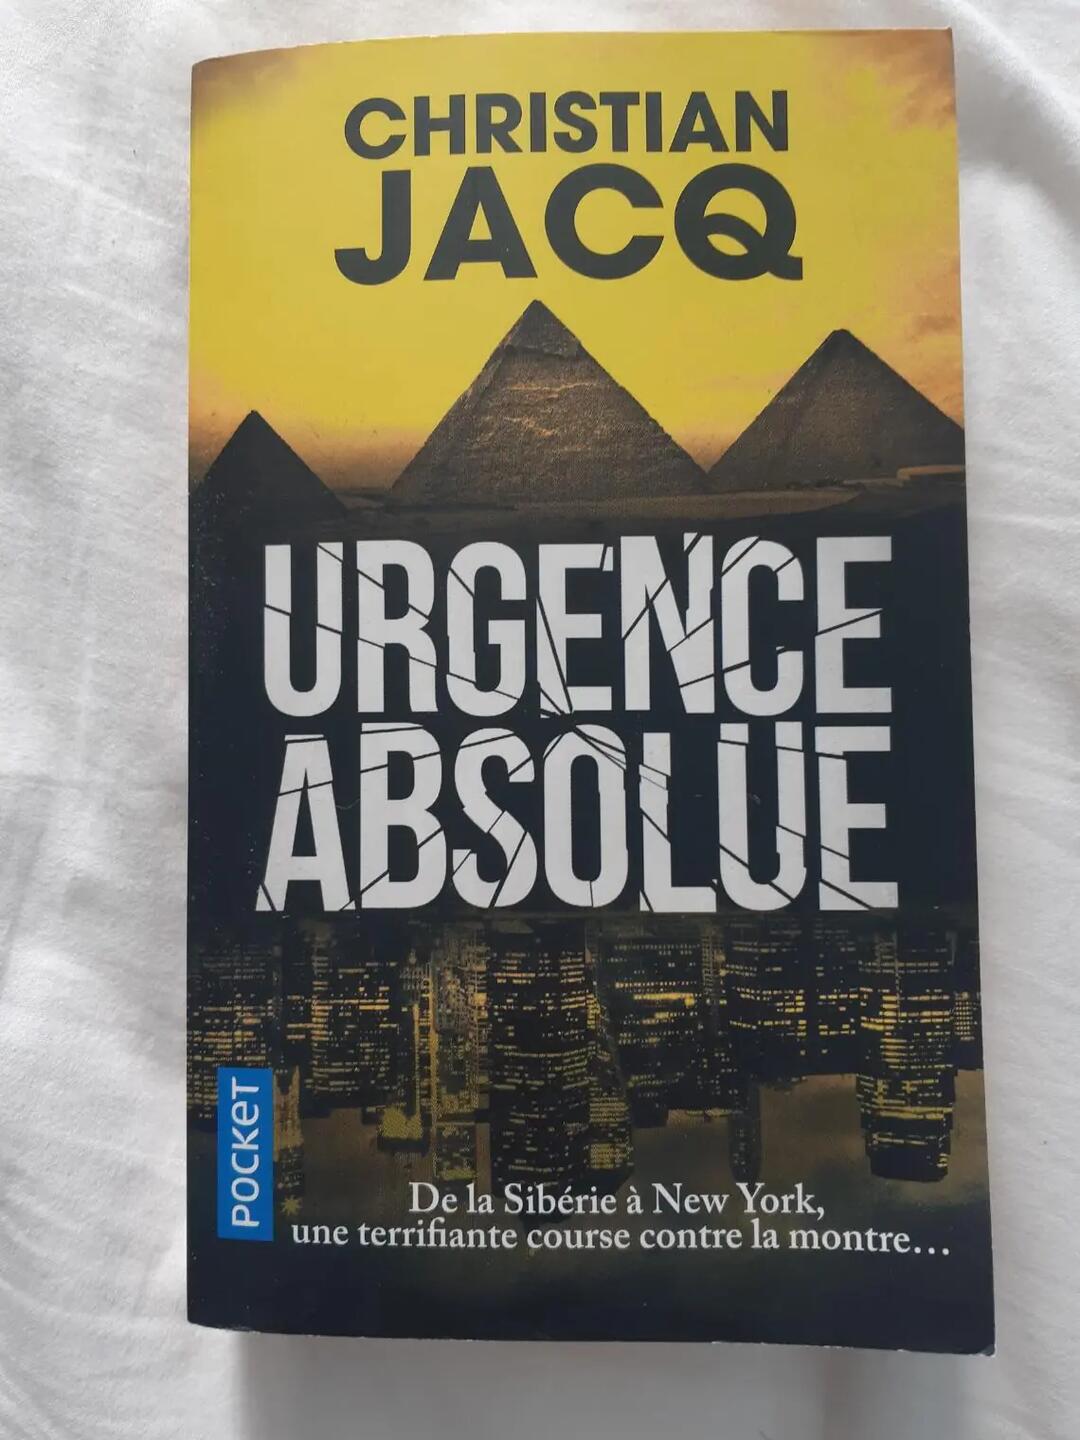 CHRISTIAN
JACQ
URGENCE
ABSOLUE
POCKET
De la Sibérie à New York,
une terrifiante course contre la montre...